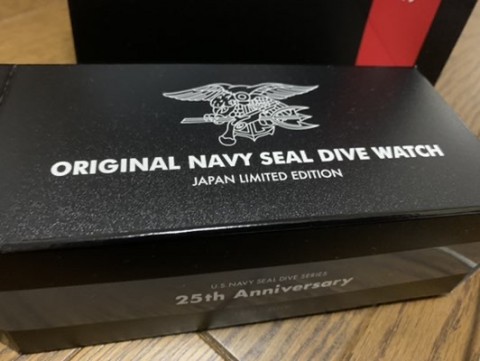 ORIGINAL NAVY SEAL DIVE WATCH
JAPAN LIMITED EDITION
U.S. NAVY SEAL DIVE SERIES
25th Anniversary